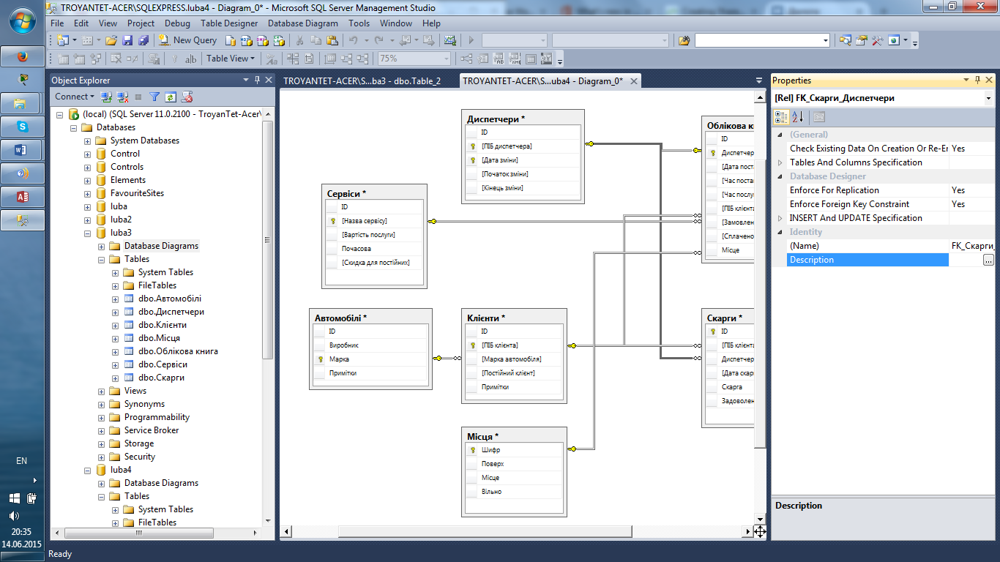 TROYANTET-ACER\SQLEXPRESS.luba4 - Diagram_0* - Microsoft SQL Server Management Studio
File Edit View Project Debug Table Designer Database Diagram Tools Window Help
New Query
Table View
75%
Object Explorer
Connect
(local) (SQL Server 11.0.2100 - TroyanTet-Acer\
Databases
System Databases
Control
Controls
Elements
FavouriteSites
luba
luba2
luba3
Database Diagrams
Tables
System Tables
FileTables
dbo.Автомобілі
dbo.Диспетчери
dbo.Клієнти
dbo.Місця
dbo.Облікова книга
dbo.Сервіси
dbo.Скарги
Views
Synonyms
Programmability
Service Broker
Storage
Security
luba4
Database Diagrams
Tables
System Tables
FileTables
TROYANTET-ACER\S...ba3 - dbo.Table_2
TROYANTET-ACER\S...uba4 - Diagram_0*
Диспетчери *
ID
[ПІБ диспетчера]
[Дата зміни]
[Початок зміни]
[Кінець зміни]
Сервіси *
ID
[Назва сервісу]
[Вартість послуги]
Почасова
[Скидка для постійних]
Автомобілі *
ID
Виробник
Марка
Примітки
Клієнти *
ID
[ПІБ клієнта]
[Марка автомобіля]
[Постійний клієнт]
Примітки
Місця *
Шифр
Поверх
Місце
Вільно
Облікова к
ID
Диспетчер
[Дата пост
[Час поста
[Час послу
[ПІБ клієнта
[Замовлен
[Сплачено
Місце
Скарги *
ID
[ПІБ клієнта
Диспетчер
[Дата скар
Скарга
Задоволен
Properties
[Rel] FK_Скарги_Диспетчери
(General)
Check Existing Data On Creation Or Re-En Yes
Tables And Columns Specification
Database Designer
Enforce For Replication Yes
Enforce Foreign Key Constraint Yes
INSERT And UPDATE Specification
Identity
(Name) FK_Скарги_
Description ...
Description
EN
20:35
14.06.2015
Ready